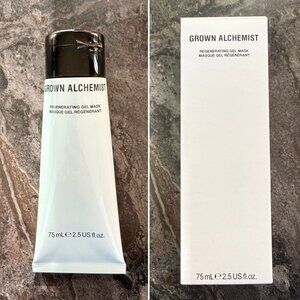 GROWN ALCHEMIST
REGENERATING GEL MASK
MASQUE GEL RÉGÉNÉRANT
75 mL ℮ 2.5 US fl.oz.
GROWN ALCHEMIST
REGENERATING GEL MASK
MASQUE GEL RÉGÉNÉRANT
75 mL ℮ 2.5 US fl.oz.